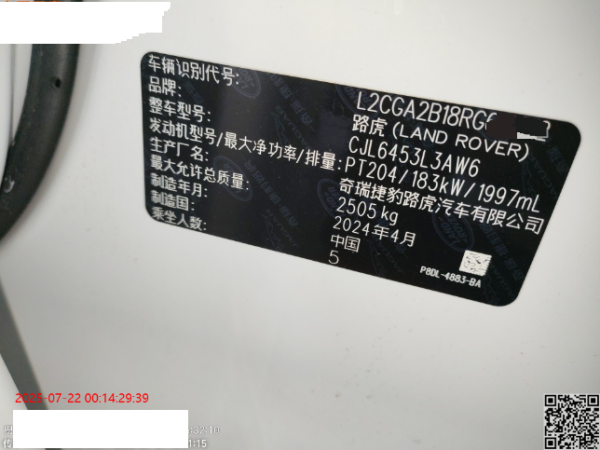 车辆识别代号: L2CGA2B18RG
品牌: 路虎(LAND ROVER)
整车型号: CJL6453L3AW6
发动机型号/最大净功率/排量: PT204/183kW/1997mL
生产厂名: 奇瑞捷豹路虎汽车有限公司
最大允许总质量: 2505kg
制造年月: 2024年4月
制造国: 中国
乘坐人数: 5
P8DL-4883-BA
2025-07-22 00:14:29:39
1:15